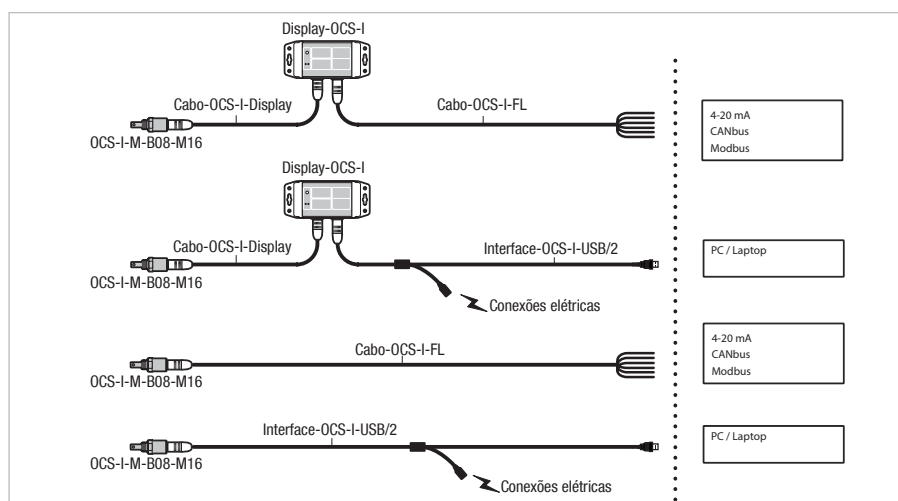 Display-OCS-I
Cabo-OCS-I-Display
Cabo-OCS-I-FL
OCS-I-M-B08-M16
4-20 mA
CANbus
Modbus
Display-OCS-I
Cabo-OCS-I-Display
Interface-OCS-I-USB/2
OCS-I-M-B08-M16
Conexões elétricas
PC / Laptop
Cabo-OCS-I-FL
OCS-I-M-B08-M16
4-20 mA
CANbus
Modbus
Interface-OCS-I-USB/2
OCS-I-M-B08-M16
Conexões elétricas
PC / Laptop